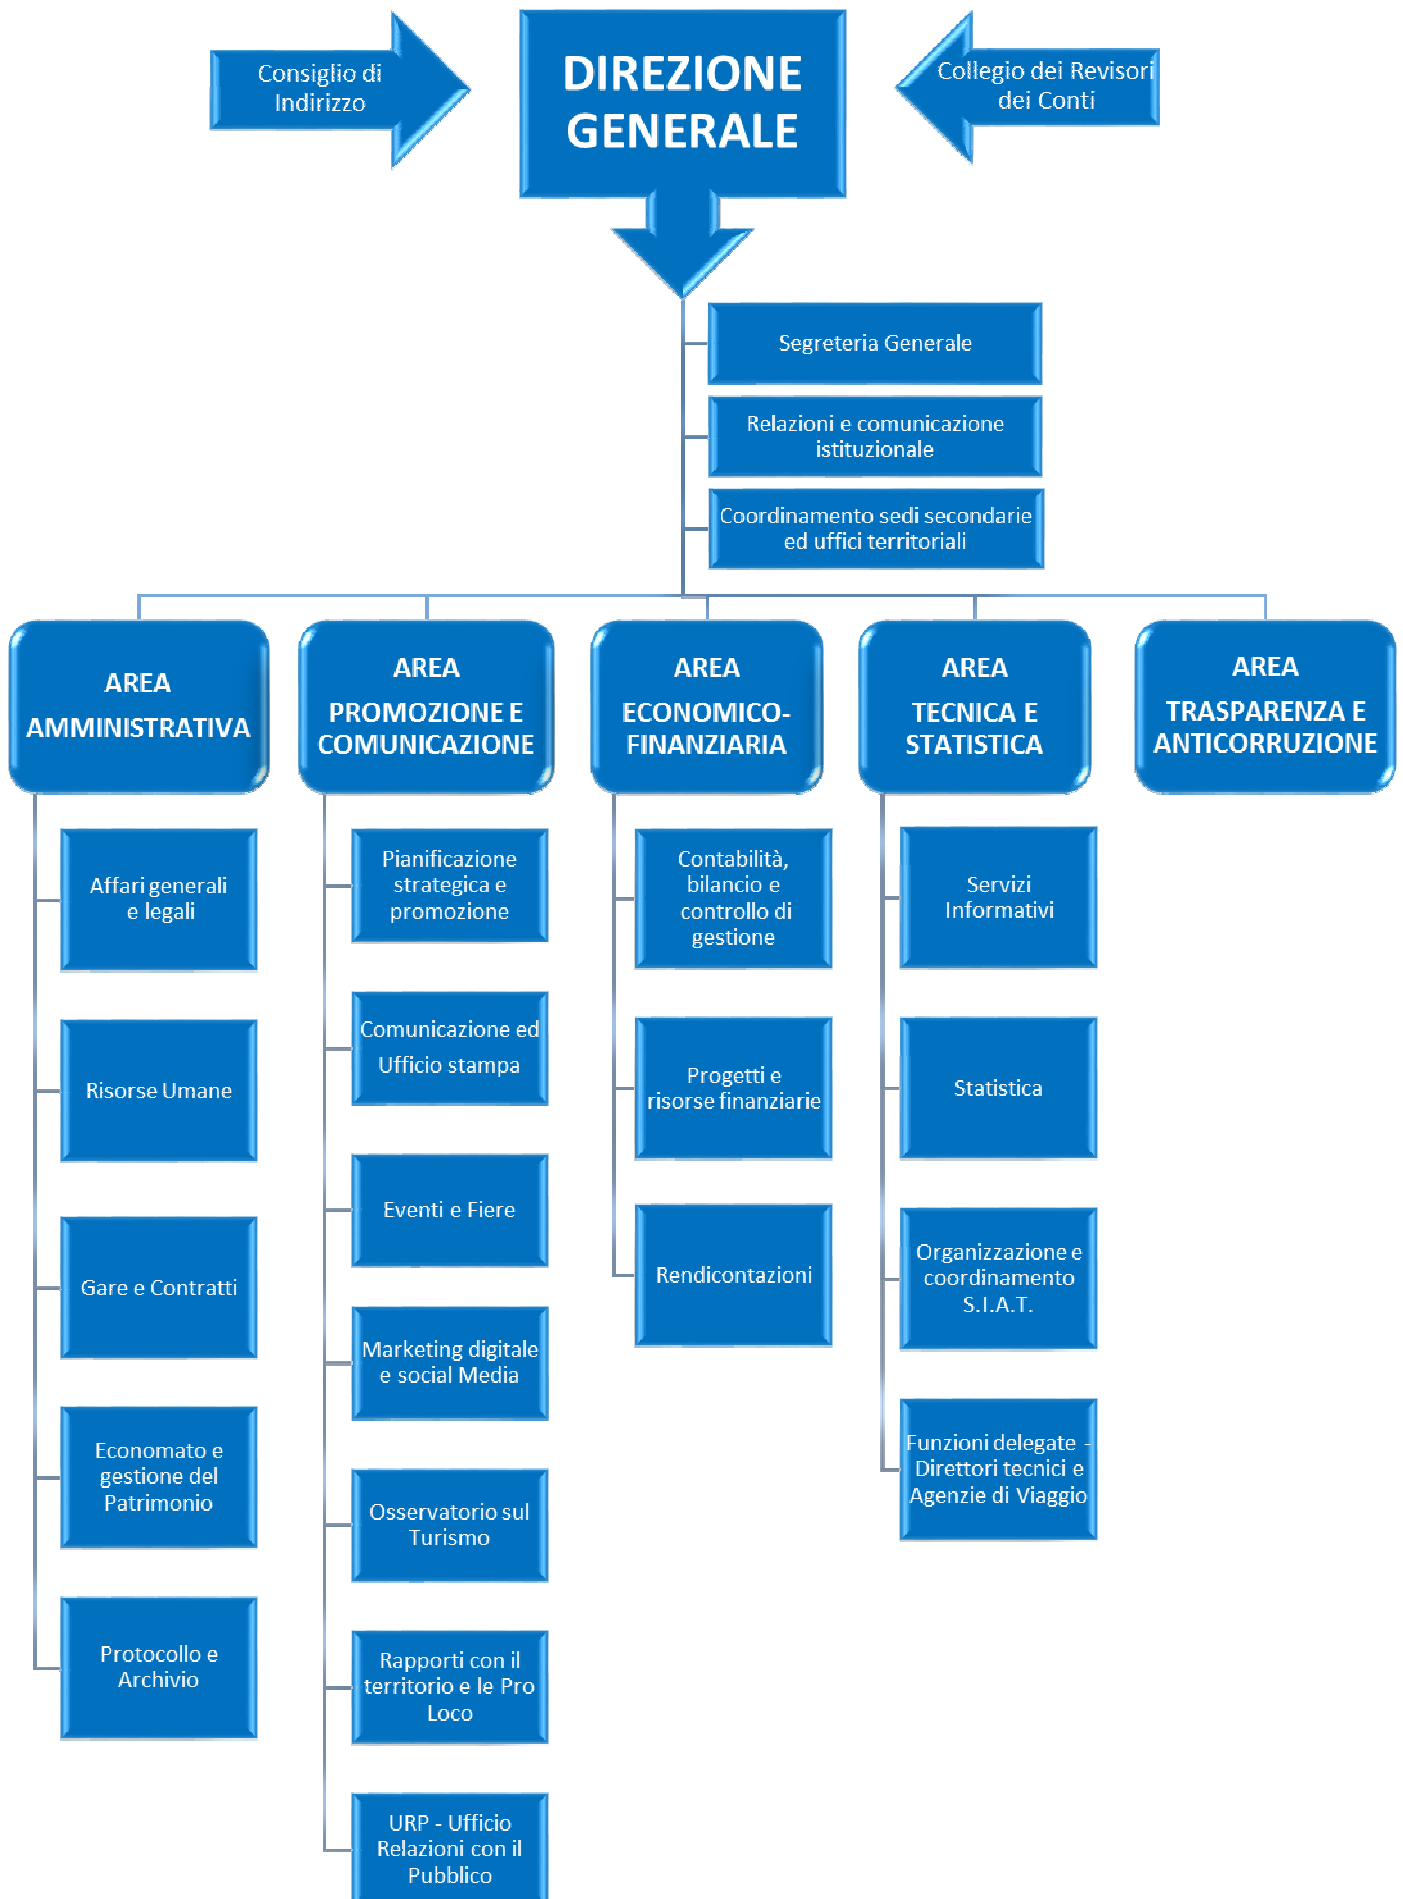 Consiglio di
Indirizzo
DIREZIONE
GENERALE
Collegio dei Revisori
dei Conti
Segreteria Generale
Relazioni e comunicazione
istituzionale
Coordinamento sedi secondarie
ed uffici territoriali
AREA
AMMINISTRATIVA
Affari generali
e legali
Risorse Umane
Gare e Contratti
Economato e
gestione del
Patrimonio
Protocollo e
Archivio
AREA
PROMOZIONE E
COMUNICAZIONE
Pianificazione
strategica e
promozione
Comunicazione ed
Ufficio stampa
Eventi e Fiere
Marketing digitale
e social Media
Osservatorio sul
Turismo
Rapporti con il
territorio e le Pro
Loco
URP - Ufficio
Relazioni con il
Pubblico
AREA
ECONOMICO-
FINANZIARIA
Contabilità,
bilancio e
controllo di
gestione
Progetti e
risorse finanziarie
Rendicontazioni
AREA
TECNICA E
STATISTICA
Servizi
Informativi
Statistica
Organizzazione e
coordinamento
S.I.A.T.
Funzioni delegate -
Direttori tecnici e
Agenzie di Viaggio
AREA
TRASPARENZA E
ANTICORRUZIONE